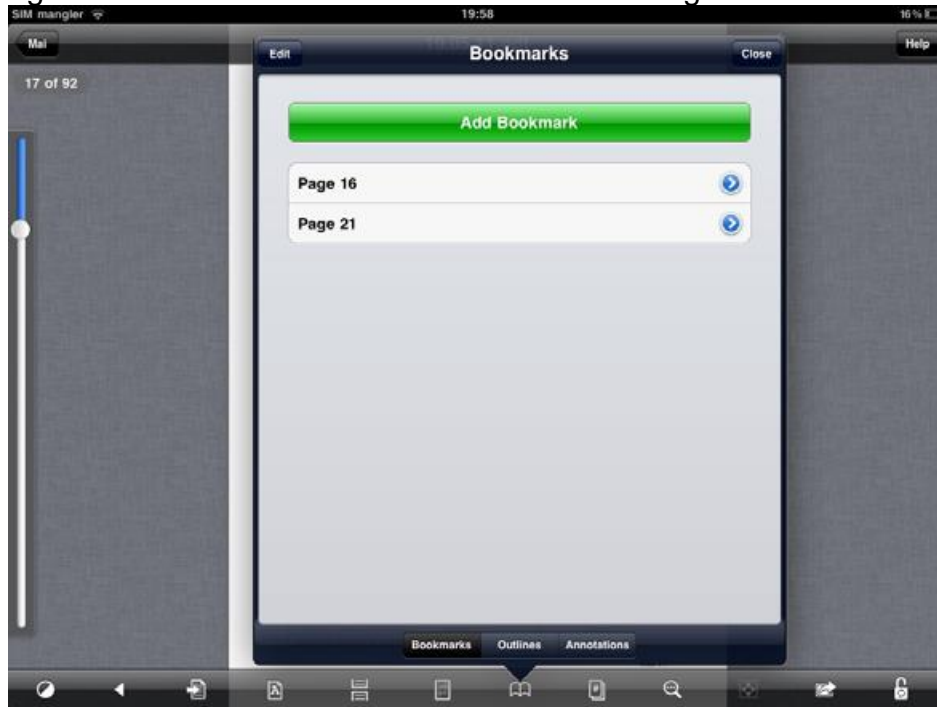 SIM mangler 19:58 16 %
Mai Edit Bookmarks Close Help
17 of 92
Add Bookmark
Page 16
Page 21
Bookmarks Outlines Annotations